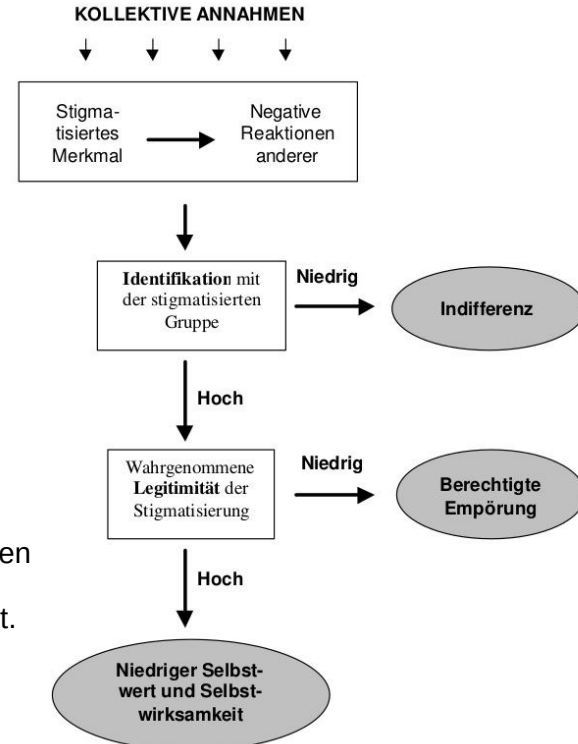 KOLLEKTIVE ANNAHMEN
Stigma-
tisiertes
Merkmal
Negative
Reaktionen
anderer
Identifikation mit
der stigmatisierten
Gruppe
Niedrig
Indifferenz
Hoch
Wahrgenommene
Legitimität der
Stigmatisierung
Niedrig
Berechtigte
Empörung
en
t.
Hoch
Niedriger Selbst-
wert und Selbst-
wirksamkeit